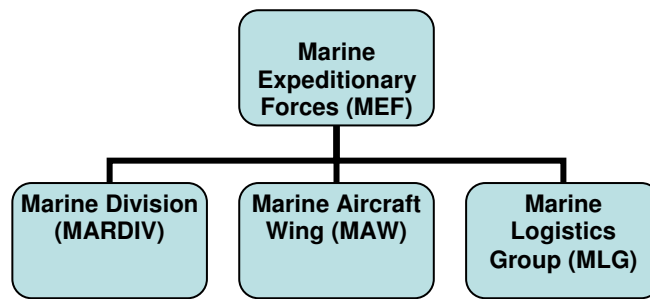 Marine
Expeditionary
Forces (MEF)
Marine Division
(MARDIV)
Marine Aircraft
Wing (MAW)
Marine
Logistics
Group (MLG)